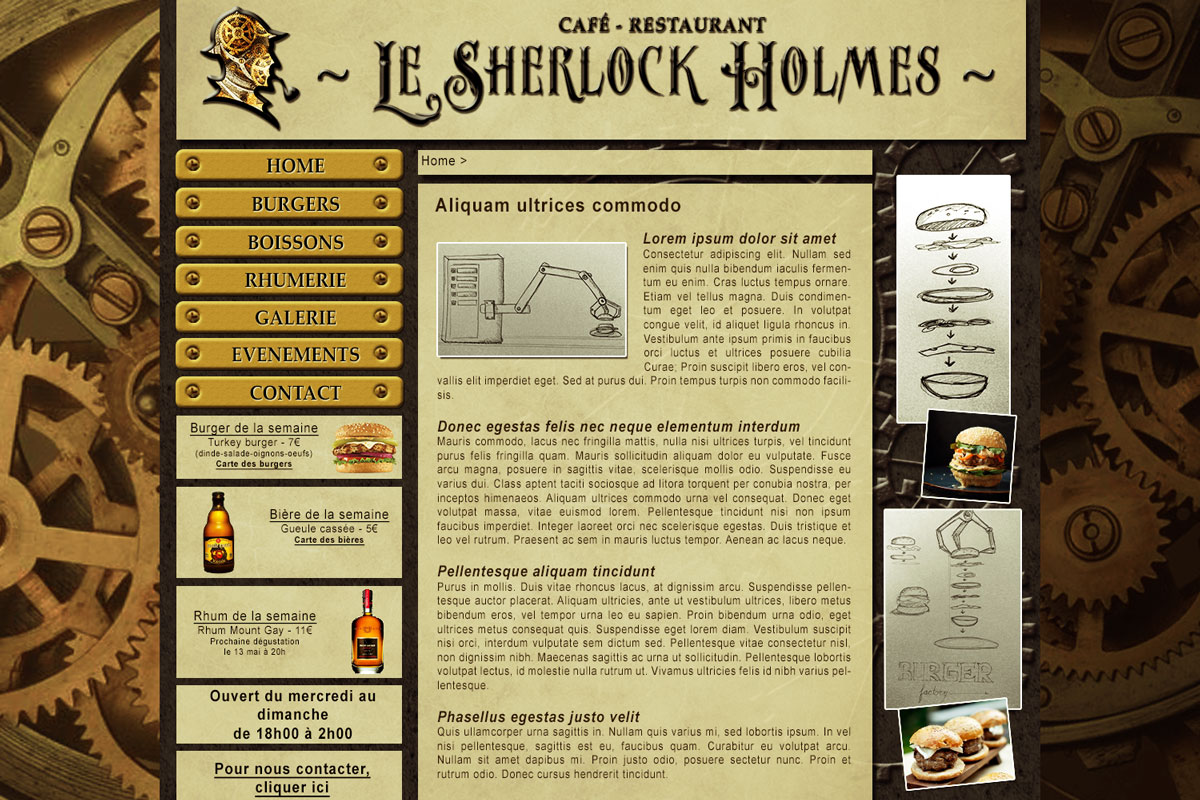 CAFÉ - RESTAURANT
~ LE SHERLOCK HOLMES ~
HOME
BURGERS
BOISSONS
RHUMERIE
GALERIE
EVENEMENTS
CONTACT
Burger de la semaine
Turkey burger - 7€
(dinde-salade-oignons-oeufs)
Carte des burgers
Bière de la semaine
Gueule cassée - 5€
Carte des bières
Rhum de la semaine
Rhum Mount Gay - 11€
Prochaine dégustation
le 13 mai à 20h
Ouvert du mercredi au
dimanche
de 18h00 à 2h00
Pour nous contacter,
cliquer ici
Home >
Aliquam ultrices commodo
Lorem ipsum dolor sit amet
Consectetur adipiscing elit. Nullam sed
enim quis nulla bibendum iaculis fermen-
tum eu enim. Cras luctus tempus ornare.
Etiam vel tellus magna. Duis condimen-
tum eget leo et posuere. In volutpat
congue velit, id aliquet ligula rhoncus in.
Vestibulum ante ipsum primis in faucibus
orci luctus et ultrices posuere cubilia
Curae; Proin suscipit libero eros, vel con-
vallis elit imperdiet eget. Sed at purus dui. Proin tempus turpis non commodo facili-
sis.
Donec egestas felis nec neque elementum interdum
Mauris commodo, lacus nec fringilla mattis, nulla nisi ultrices turpis, vel tincidunt
purus felis fringilla quam. Mauris sollicitudin aliquam dolor eu vulputate. Fusce
arcu magna, posuere in sagittis vitae, scelerisque mollis odio. Suspendisse eu
varius dui. Class aptent taciti sociosque ad litora torquent per conubia nostra, per
inceptos himenaeos. Aliquam ultrices commodo urna vel consequat. Donec eget
volutpat massa, vitae euismod lorem. Pellentesque tincidunt nisi non ipsum
faucibus imperdiet. Integer laoreet orci nec scelerisque egestas. Duis tristique et
leo vel rutrum. Praesent ac sem in mauris luctus tempor. Aenean ac lacus neque.
Pellentesque aliquam tincidunt
Purus in mollis. Duis vitae rhoncus lacus, at dignissim arcu. Suspendisse pellen-
tesque auctor placerat. Aliquam ultricies, ante ut vestibulum ultrices, libero metus
bibendum eros, vel tempor urna leo eu sapien. Proin bibendum urna odio, eget
ultrices metus consequat quis. Suspendisse eget lorem diam. Vestibulum suscipit
nisi orci, interdum vulputate sem dictum sed. Pellentesque vitae consectetur nisl,
non dignissim nibh. Maecenas sagittis ac urna ut sollicitudin. Pellentesque lobortis
volutpat lectus, id molestie nulla rutrum ut. Vivamus ultricies felis id nibh varius pel-
lentesque.
Phasellus egestas justo velit
Quis ullamcorper urna sagittis in. Nullam quis varius mi, sed lobortis ipsum. In vel
nisi pellentesque, sagittis est eu, faucibus quam. Curabitur eu volutpat arcu.
Nullam sit amet dapibus mi. Proin justo odio, posuere sectetur nunc. Proin et
rutrum odio. Donec cursus hendrerit tincidunt.
BURGER
factory